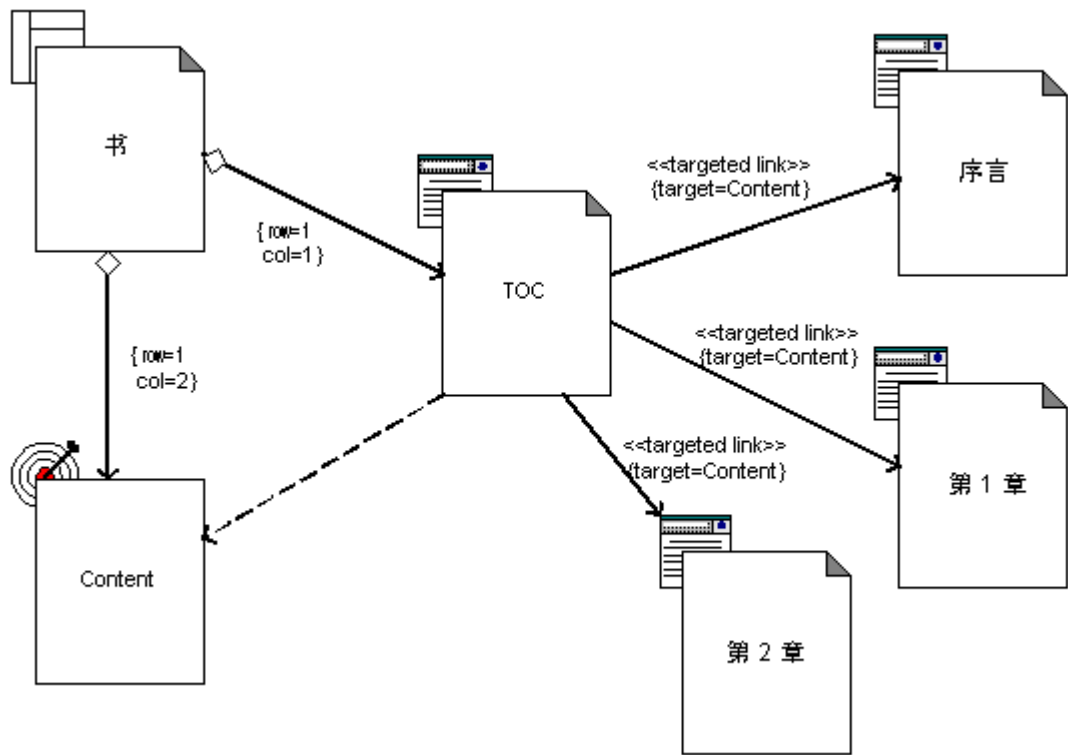 书
<<targeted link>>
{target=Content}
序言
{row=1
col=1}
TOC
<<targeted link>>
{target=Content}
{row=1
col=2}
<<targeted link>>
{target=Content}
第 1 章
Content
第 2 章